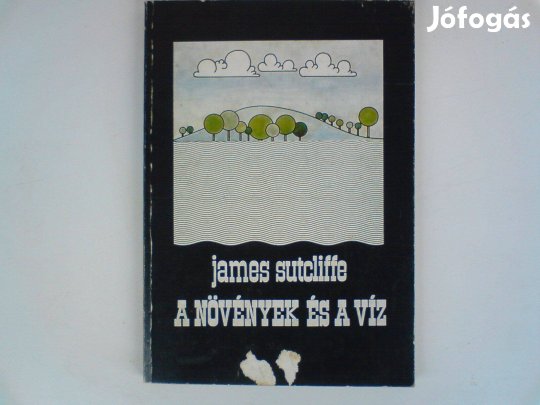 Jófogás
james sutcliffe
A NÖVÉNYEK ÉS A VÍZ